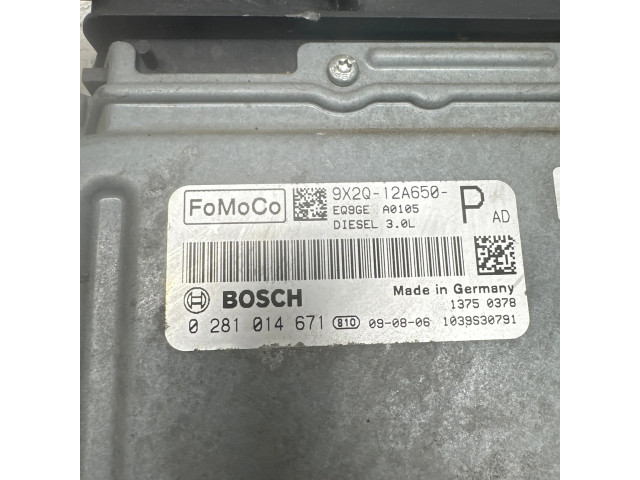 FoMoCo
9X2Q-12A650- P AD
EQ9GE A0105
DIESEL 3.0L
BOSCH
Made in Germany
1375 0378
0 281 014 671 810 09-08-06 1039S30791